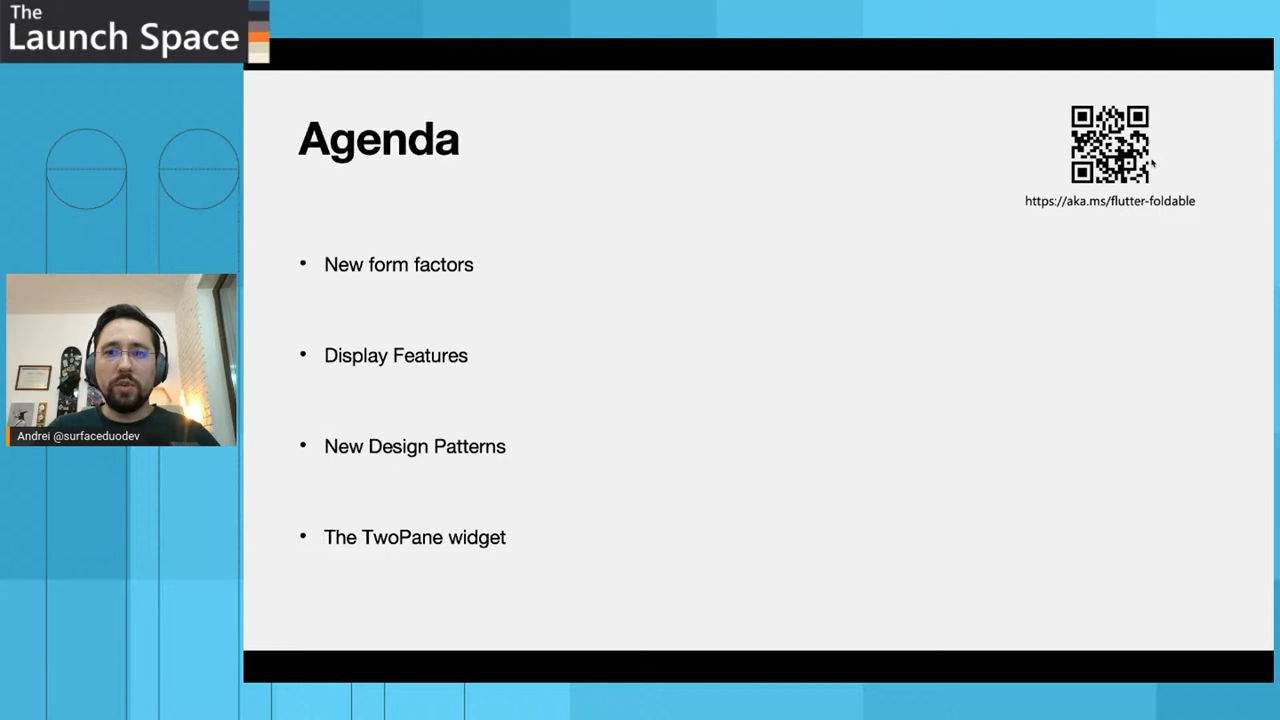 The
Launch Space
Agenda
https://aka.ms/flutter-foldable
• New form factors
• Display Features
• New Design Patterns
• The TwoPane widget
Andrei @surfaceduodev